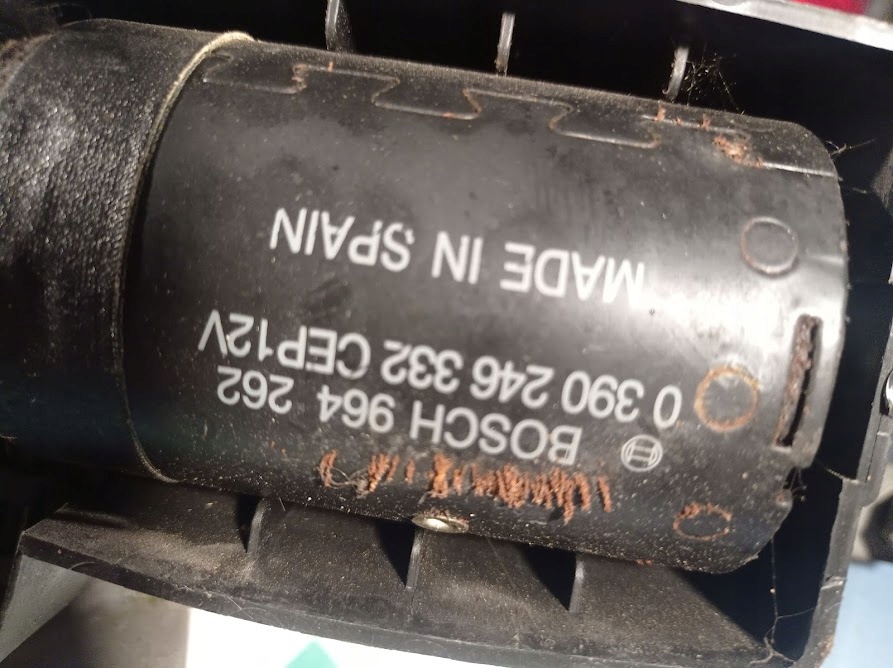 BOSCH 964 262
0 390 246 332 CEP12V
MADE IN SPAIN